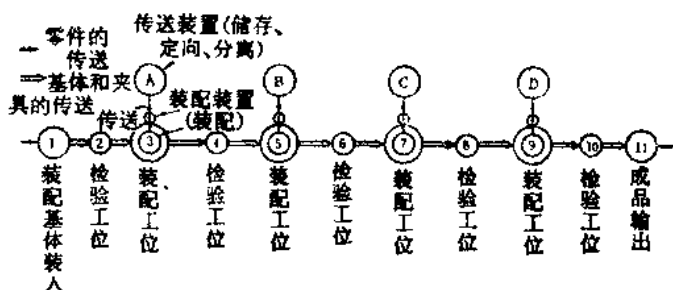 传送装置(储存、
定向、分离)
零件的
传送
基体和夹
具的传送
A
B
C
D
传送
装配装置
(装配)
1
2
3
4
5
6
7
8
9
10
11
装配基体装入
检验工位
装配工位
检验工位
装配工位
检验工位
装配工位
检验工位
装配工位
检验工位
成品输出